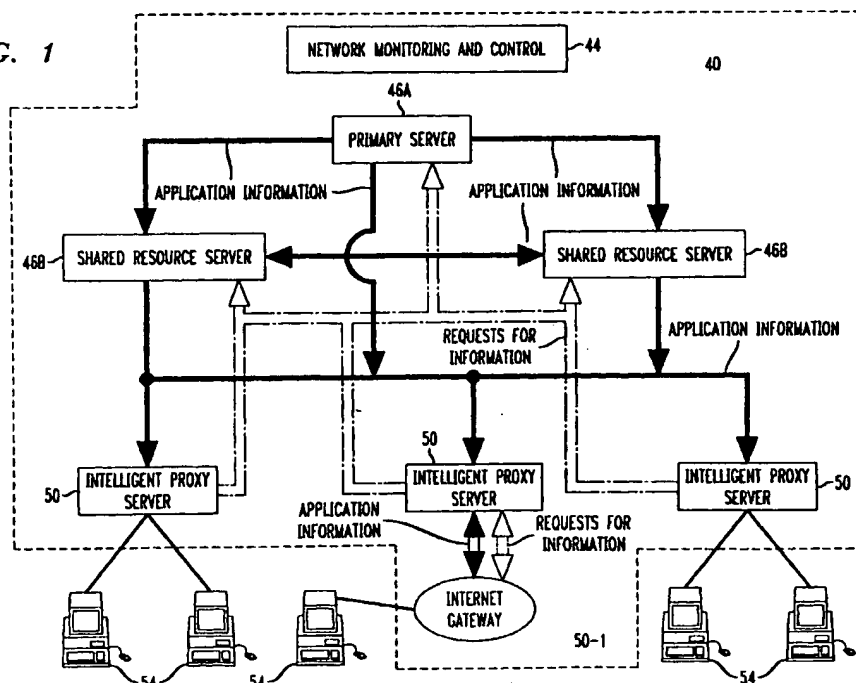 G. 1
NETWORK MONITORING AND CONTROL
44
40
46A
PRIMARY SERVER
APPLICATION INFORMATION
APPLICATION
INFORMATION
46B
SHARED RESOURCE SERVER
SHARED RESOURCE SERVER
46B
REQUESTS FOR
INFORMATION
APPLICATION INFORMATION
50
INTELLIGENT PROXY
SERVER
50
INTELLIGENT PROXY
SERVER
INTELLIGENT PROXY
SERVER
50
APPLICATION
INFORMATION
REQUESTS FOR
INFORMATION
INTERNET
GATEWAY
50-1
54
54
54